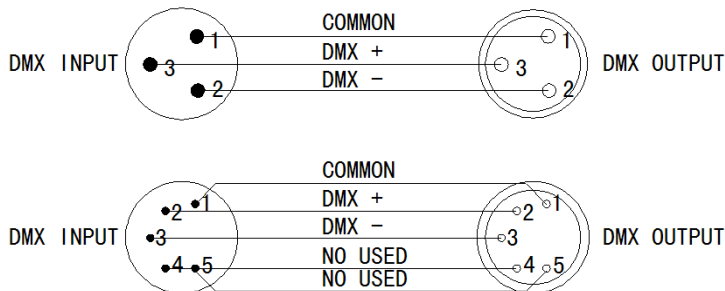 COMMON
1 1
DMX +
DMX INPUT 3 3 DMX OUTPUT
DMX -
2 2
COMMON
1 1
DMX +
2 2
DMX -
DMX INPUT 3 3 DMX OUTPUT
NO USED
4 5 4 5
NO USED